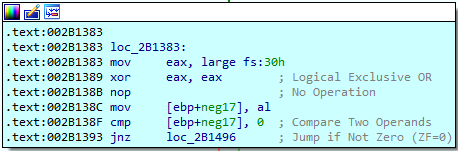 .text:002B1383
.text:002B1383 loc_2B1383:
.text:002B1383 mov     eax, large fs:30h
.text:002B1389 xor     eax, eax        ; Logical Exclusive OR
.text:002B138B nop                     ; No Operation
.text:002B138C mov     [ebp+neg17], al
.text:002B138F cmp     [ebp+neg17], 0  ; Compare Two Operands
.text:002B1393 jnz     loc_2B1496      ; Jump if Not Zero (ZF=0)